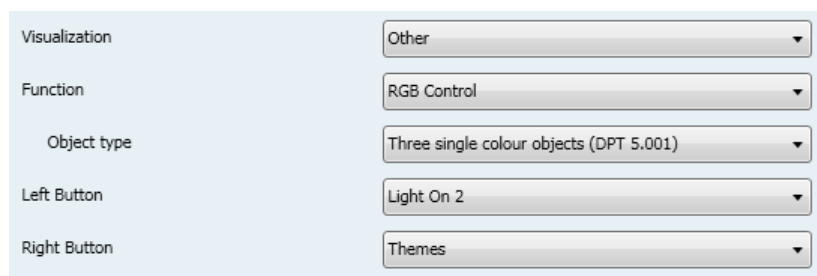 Visualization Other
Function RGB Control
Object type Three single colour objects (DPT 5.001)
Left Button Light On 2
Right Button Themes